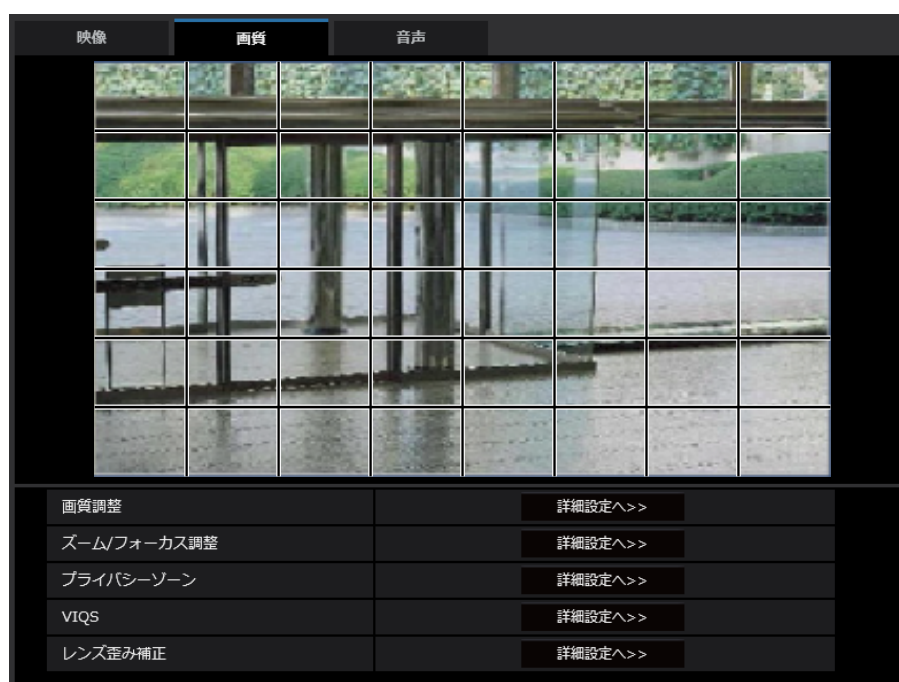 映像 画質 音声
画質調整 詳細設定へ>>
ズーム/フォーカス調整 詳細設定へ>>
プライバシーゾーン 詳細設定へ>>
VIQS 詳細設定へ>>
レンズ歪み補正 詳細設定へ>>